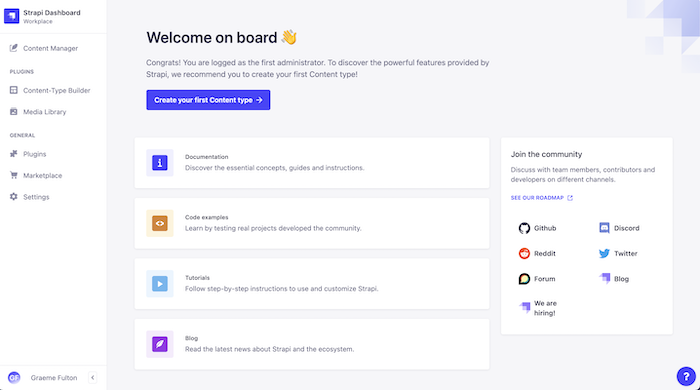 Strapi Dashboard
Workplace
Content Manager
PLUGINS
Content-Type Builder
Media Library
GENERAL
Plugins
Marketplace
Settings
GF
Graeme Fulton
Welcome on board 👋
Congrats! You are logged as the first administrator. To discover the powerful features provided by
Strapi, we recommend you to create your first Content type!
Create your first Content type →
Documentation
Discover the essential concepts, guides and instructions.
Code examples
Learn by testing real projects developed the community.
Tutorials
Follow step-by-step instructions to use and customize Strapi.
Blog
Read the latest news about Strapi and the ecosystem.
Join the community
Discuss with team members, contributors and
developers on different channels.
SEE OUR ROADMAP
Github
Discord
Reddit
Twitter
Forum
Blog
We are
hiring!
?